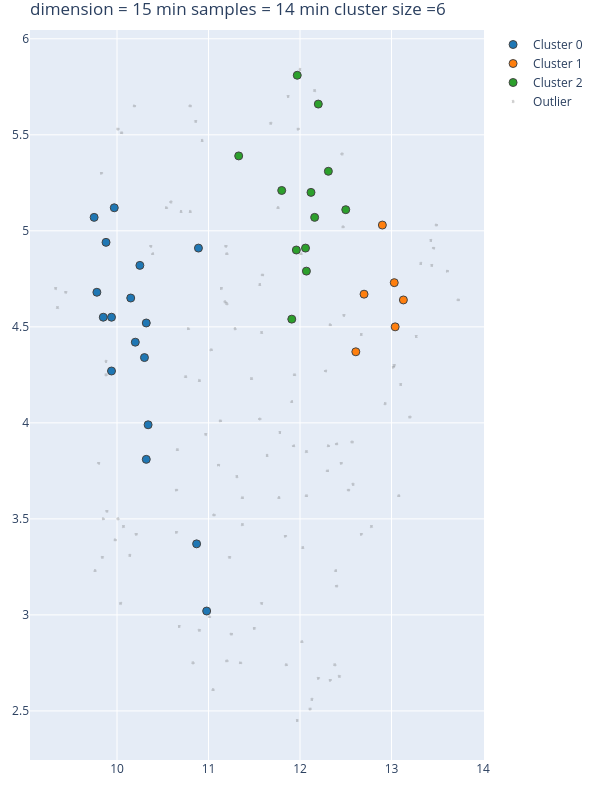 dimension = 15 min samples = 14 min cluster size =6
Cluster 0
Cluster 1
Cluster 2
Outlier
6
5.5
5
4.5
4
3.5
3
2.5
10
11
12
13
14